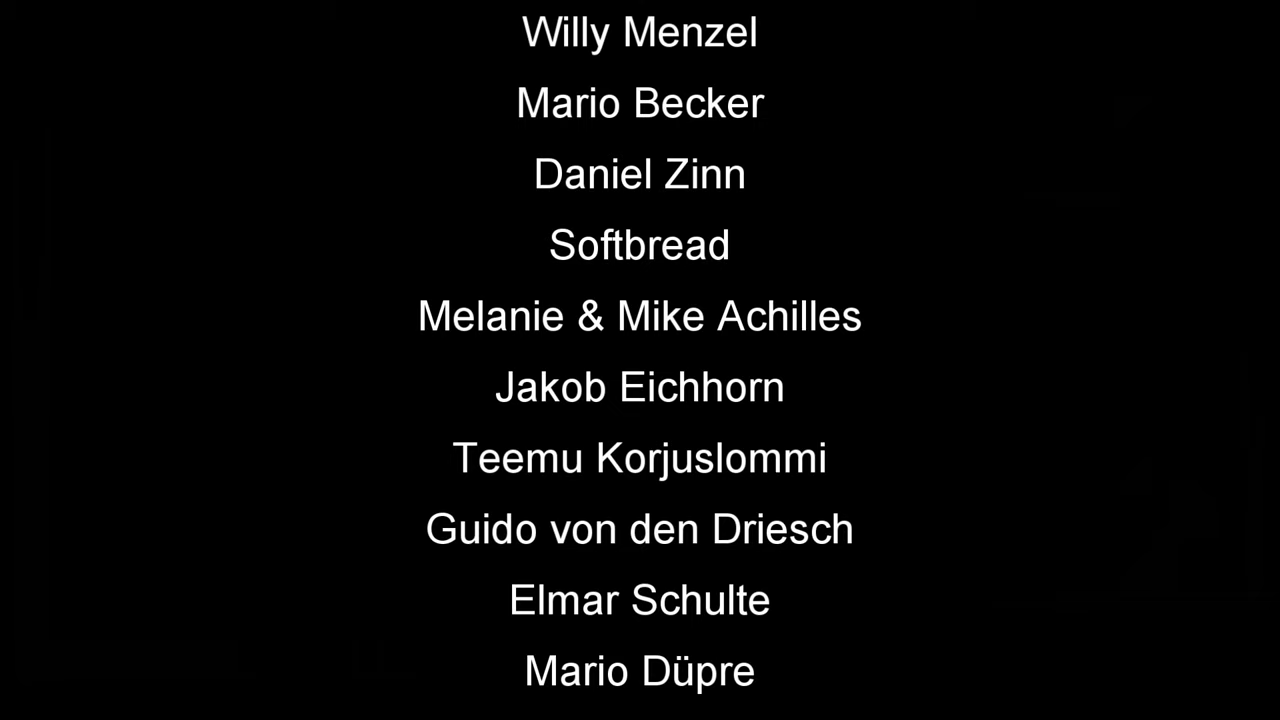 Willy Menzel
Mario Becker
Daniel Zinn
Softbread
Melanie & Mike Achilles
Jakob Eichhorn
Teemu Korjuslommi
Guido von den Driesch
Elmar Schulte
Mario Düpre